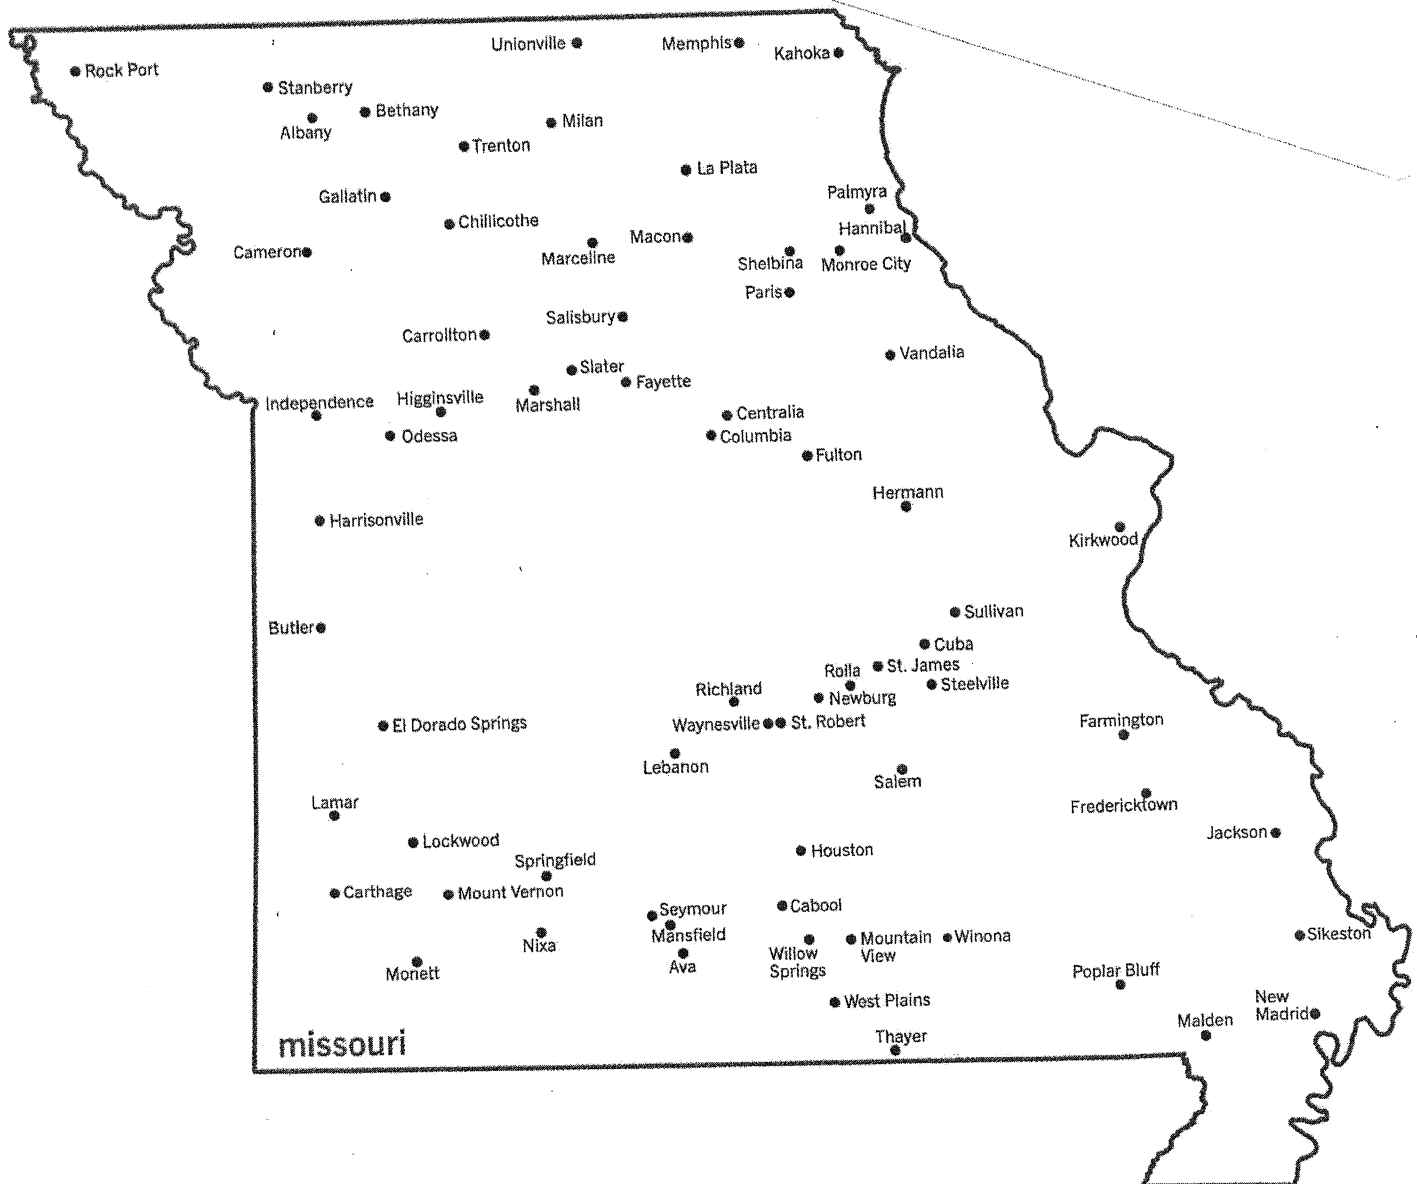 Unionville
Memphis
Kahoka
Rock Port
Stanberry
Bethany
Albany
Milan
Trenton
La Plata
Gallatin
Palmyra
Chillicothe
Hannibal
Macon
Cameron
Marceline
Shelbina
Monroe City
Paris
Salisbury
Carrollton
Vandalia
Slater
Fayette
Independence
Higginsville
Marshall
Centralia
Odessa
Columbia
Fulton
Hermann
Harrisonville
Kirkwood
Sullivan
Butler
Cuba
St. James
Rolla
Steelville
Richland
Newburg
Waynesville
St. Robert
El Dorado Springs
Farmington
Lebanon
Salem
Lamar
Fredericktown
Jackson
Lockwood
Houston
Springfield
Carthage
Mount Vernon
Seymour
Cabool
Mansfield
Nixa
Mountain
View
Winona
Sikeston
Willow
Springs
Ava
Monett
Poplar Bluff
West Plains
New
Madrid
Malden
Thayer
missouri